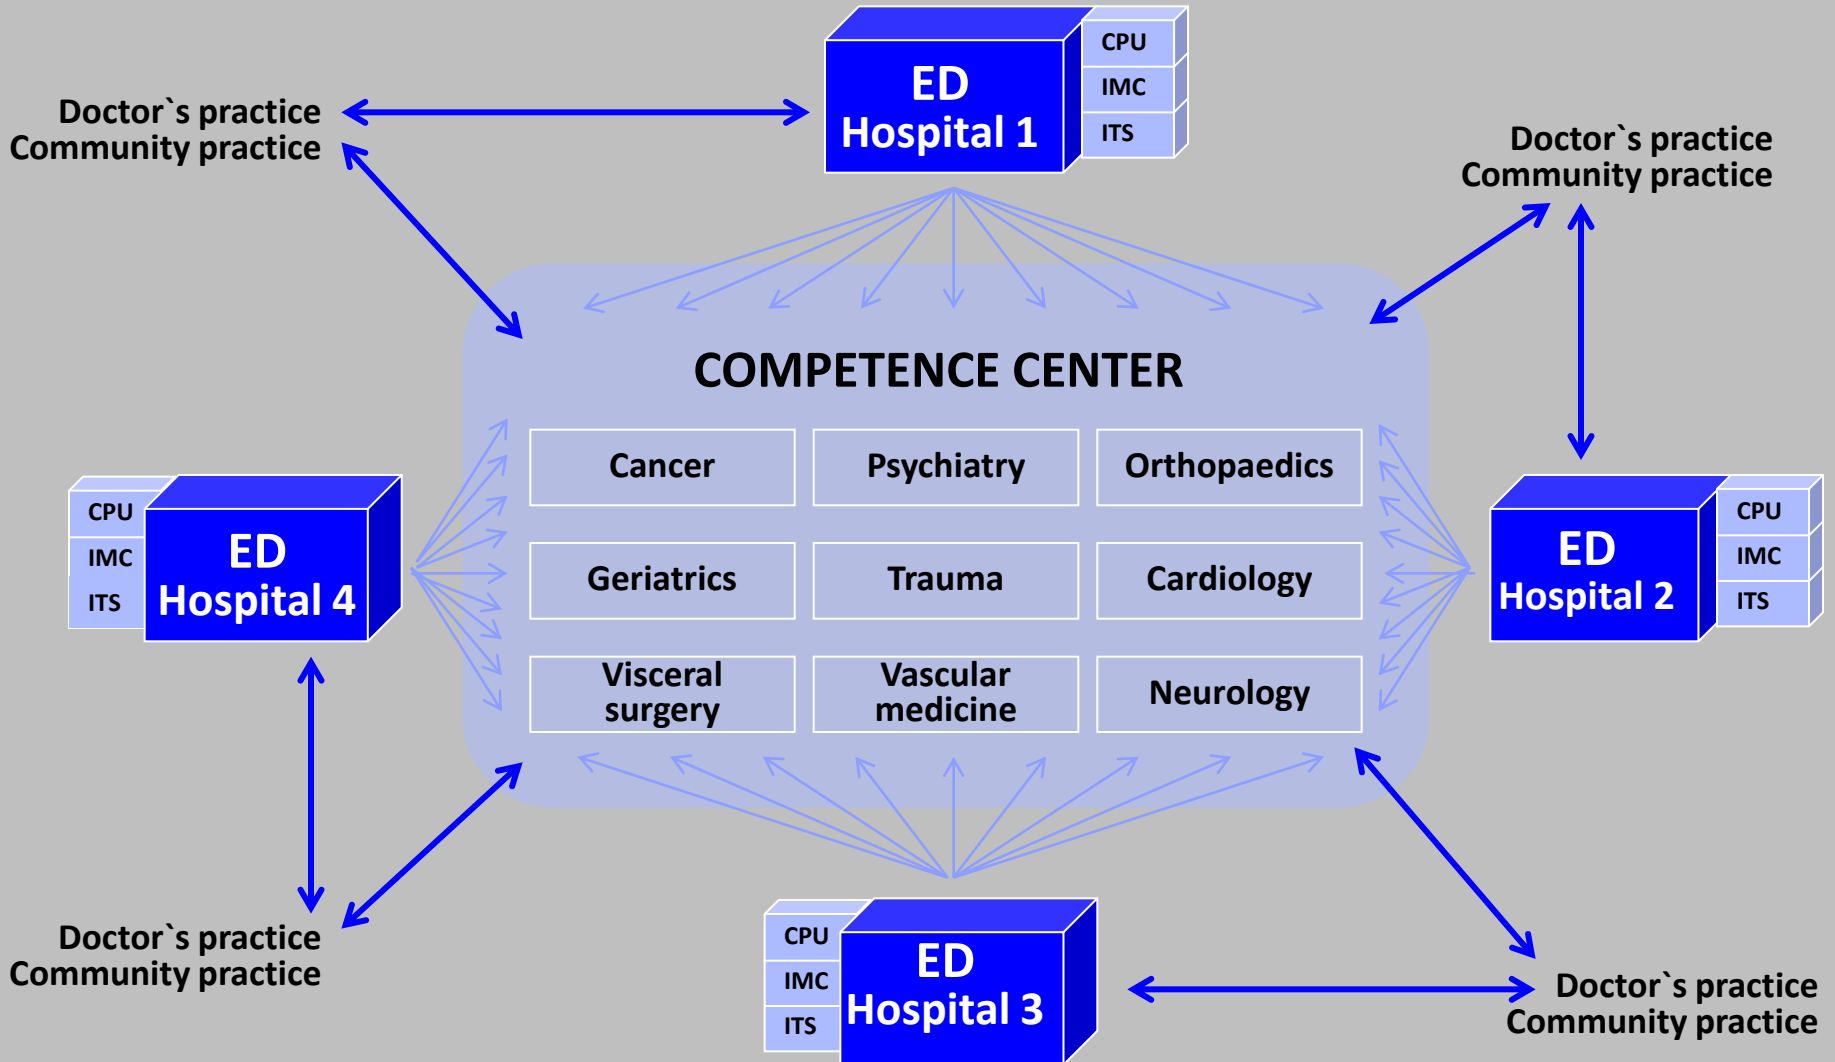 CPU
IMC
ITS
ED
Hospital 1
Doctor`s practice
Community practice
Doctor`s practice
Community practice
COMPETENCE CENTER
Cancer
Psychiatry
Orthopaedics
Geriatrics
Trauma
Cardiology
Visceral
surgery
Vascular
medicine
Neurology
CPU
IMC
ITS
ED
Hospital 4
ED
Hospital 2
CPU
IMC
ITS
Doctor`s practice
Community practice
CPU
IMC
ITS
ED
Hospital 3
Doctor`s practice
Community practice